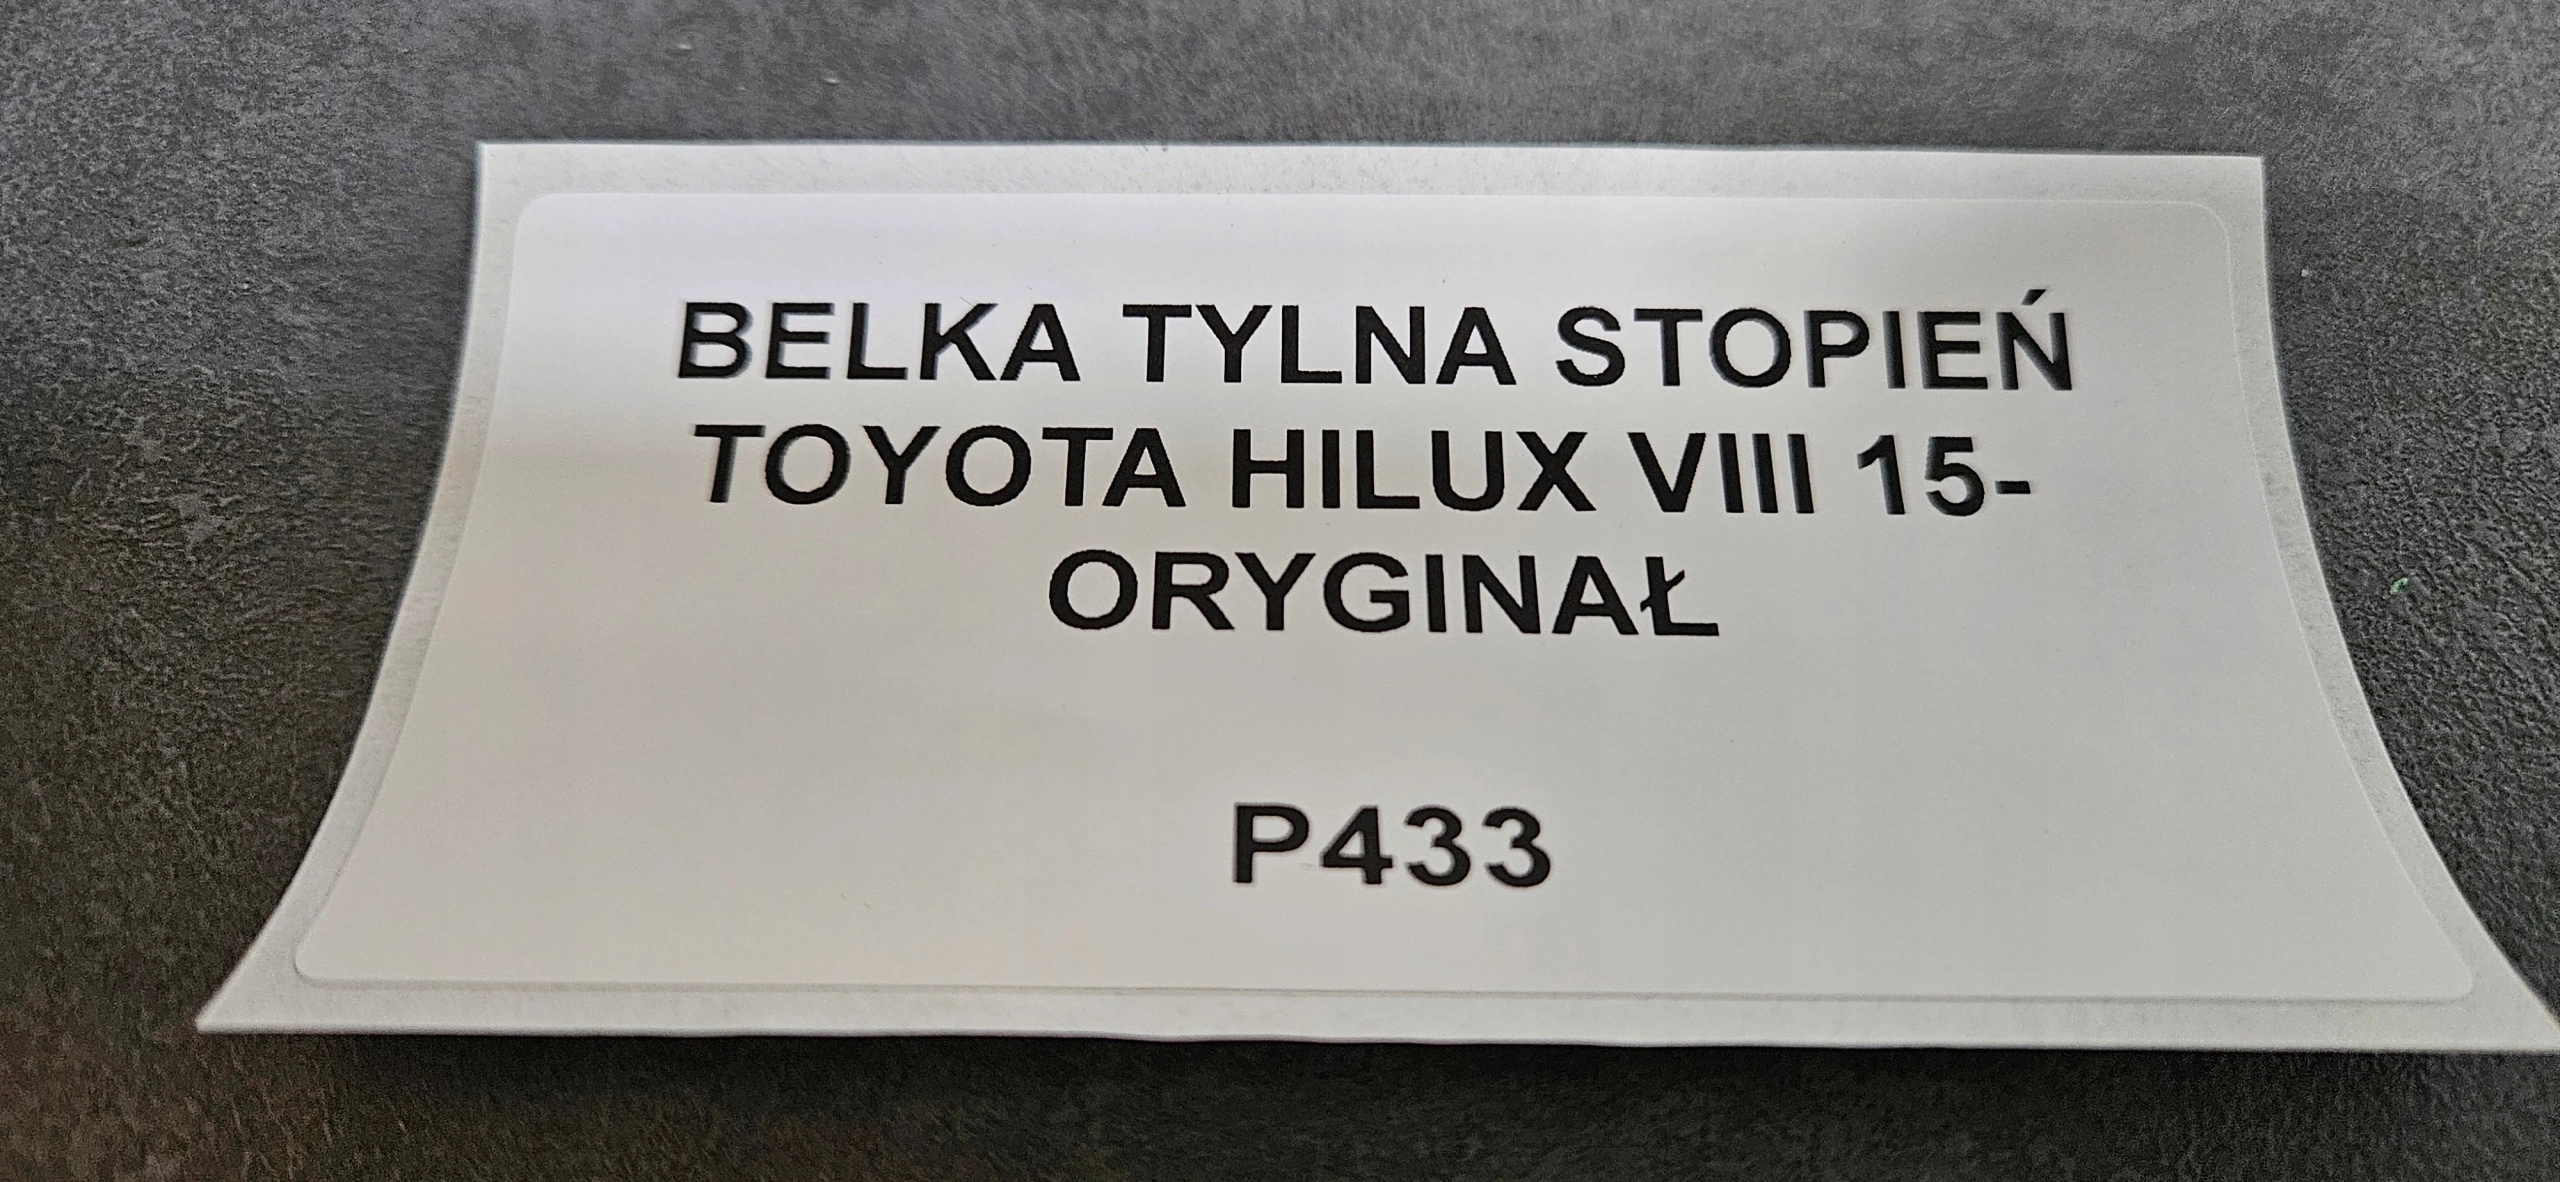 BELKA TYLNA STOPIEŃ
TOYOTA HILUX VIII 15-
ORYGINAŁ
P433